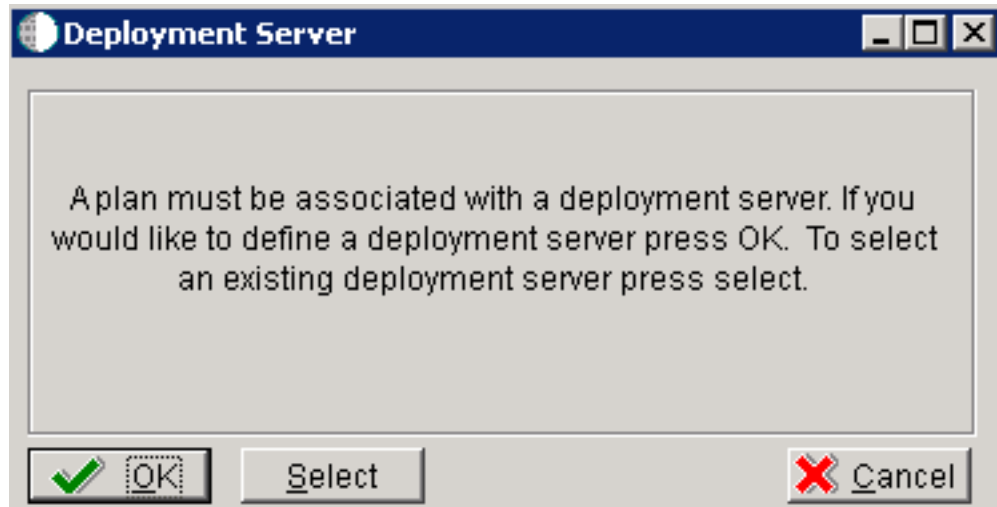 Deployment Server
A plan must be associated with a deployment server. If you
would like to define a deployment server press OK.  To select
an existing deployment server press select.
OK
Select
Cancel